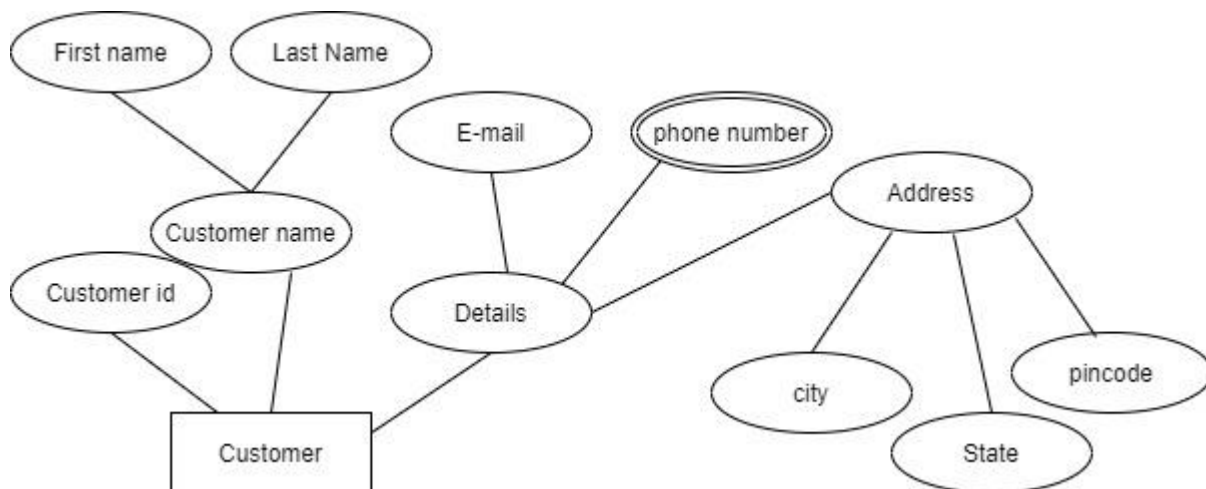 First name
Last Name
E-mail
phone number
Address
Customer name
Customer id
Details
city
pincode
State
Customer